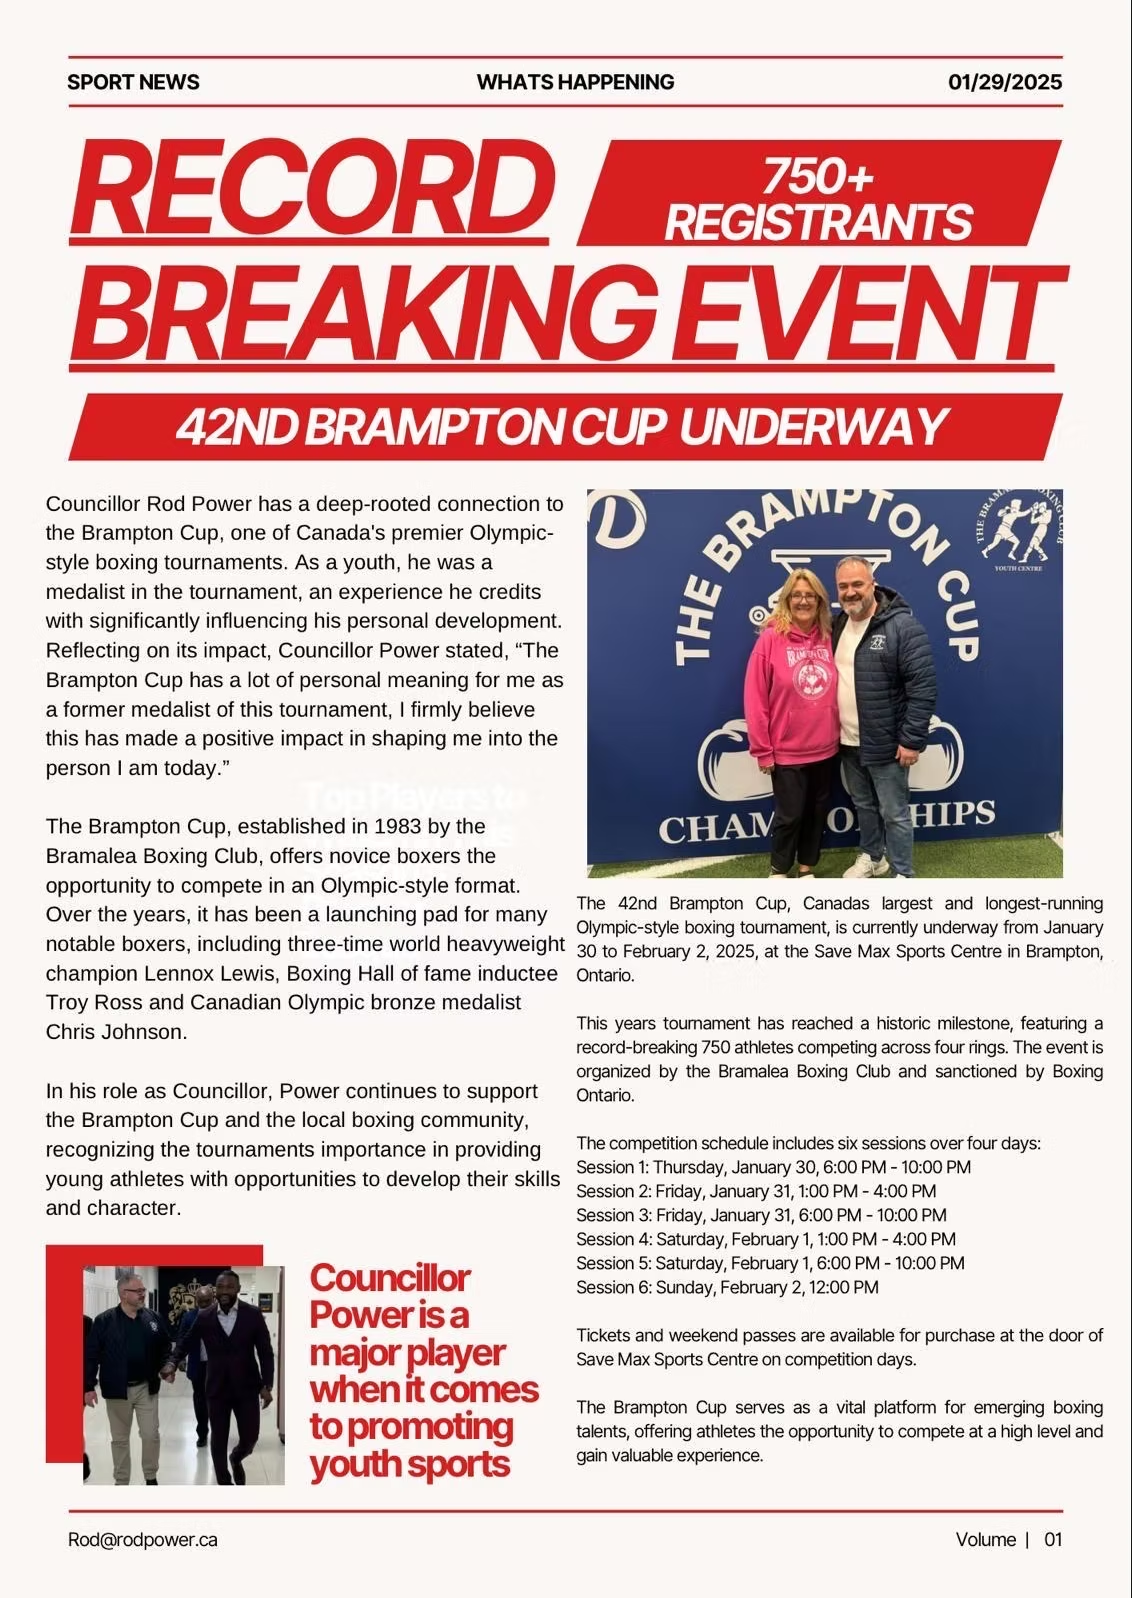 SPORT NEWS
WHATS HAPPENING
01/29/2025
RECORD
750+
REGISTRANTS
BREAKING EVENT
42ND BRAMPTON CUP UNDERWAY
Councillor Rod Power has a deep-rooted connection to
the Brampton Cup, one of Canada's premier Olympic-
style boxing tournaments. As a youth, he was a
medalist in the tournament, an experience he credits
with significantly influencing his personal development.
Reflecting on its impact, Councillor Power stated, “The
Brampton Cup has a lot of personal meaning for me as
a former medalist of this tournament, I firmly believe
this has made a positive impact in shaping me into the
person I am today.”
Top Players to
The Brampton Cup, established in 1983 by the
Bramalea Boxing Club, offers novice boxers the
opportunity to compete in an Olympic-style format.
Over the years, it has been a launching pad for many
notable boxers, including three-time world heavyweight
champion Lennox Lewis, Boxing Hall of fame inductee
Troy Ross and Canadian Olympic bronze medalist
Chris Johnson.
In his role as Councillor, Power continues to support
the Brampton Cup and the local boxing community,
recognizing the tournaments importance in providing
young athletes with opportunities to develop their skills
and character.
Councillor
Power is a
major player
when it comes
to promoting
youth sports
THE BRAMPTON CUP
YOUTH CENTRE
BRAMPTON CUP
The 42nd Brampton Cup, Canadas largest and longest-running
Olympic-style boxing tournament, is currently underway from January
30 to February 2, 2025, at the Save Max Sports Centre in Brampton,
Ontario.
This years tournament has reached a historic milestone, featuring a
record-breaking 750 athletes competing across four rings. The event is
organized by the Bramalea Boxing Club and sanctioned by Boxing
Ontario.
The competition schedule includes six sessions over four days:
Session 1: Thursday, January 30, 6:00 PM - 10:00 PM
Session 2: Friday, January 31, 1:00 PM - 4:00 PM
Session 3: Friday, January 31, 6:00 PM - 10:00 PM
Session 4: Saturday, February 1, 1:00 PM - 4:00 PM
Session 5: Saturday, February 1, 6:00 PM - 10:00 PM
Session 6: Sunday, February 2, 12:00 PM
Tickets and weekend passes are available for purchase at the door of
Save Max Sports Centre on competition days.
The Brampton Cup serves as a vital platform for emerging boxing
talents, offering athletes the opportunity to compete at a high level and
gain valuable experience.
Rod@rodpower.ca
Volume | 01